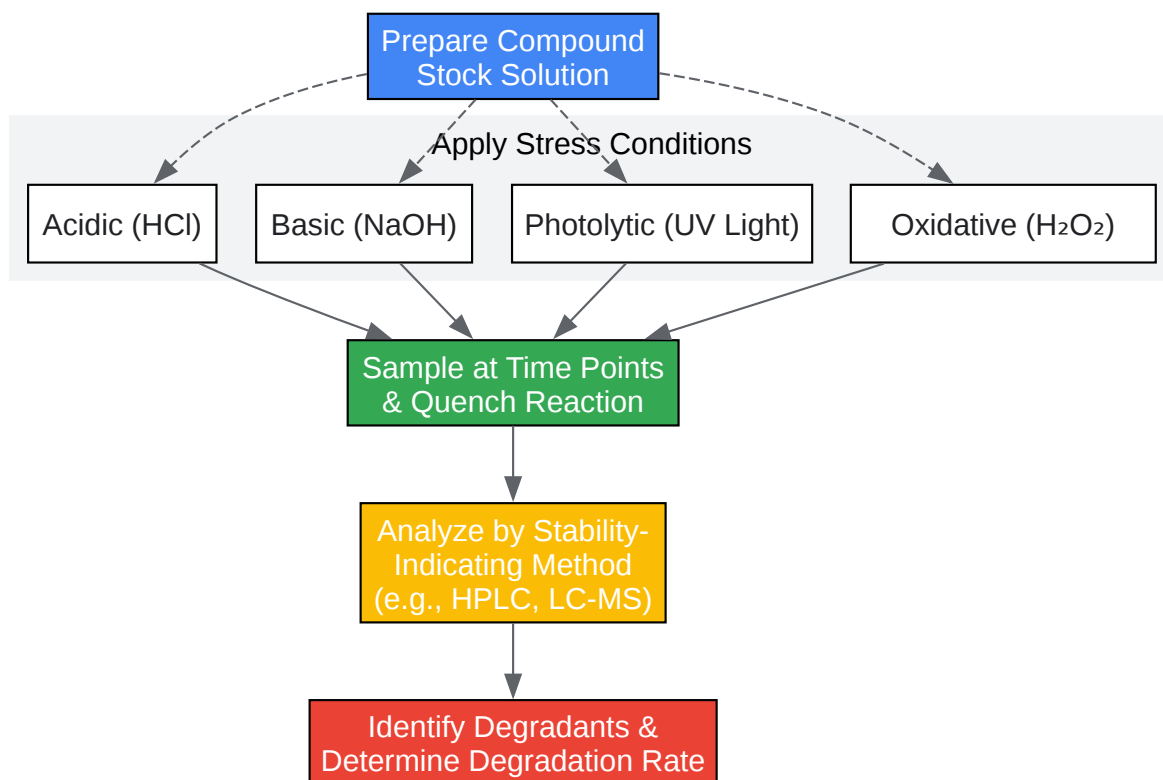 Prepare Compound
Stock Solution
Apply Stress Conditions
Acidic (HCl)
Basic (NaOH)
Photolytic (UV Light)
Oxidative (H₂O₂)
Sample at Time Points
& Quench Reaction
Analyze by Stability-
Indicating Method
(e.g., HPLC, LC-MS)
Identify Degradants &
Determine Degradation Rate